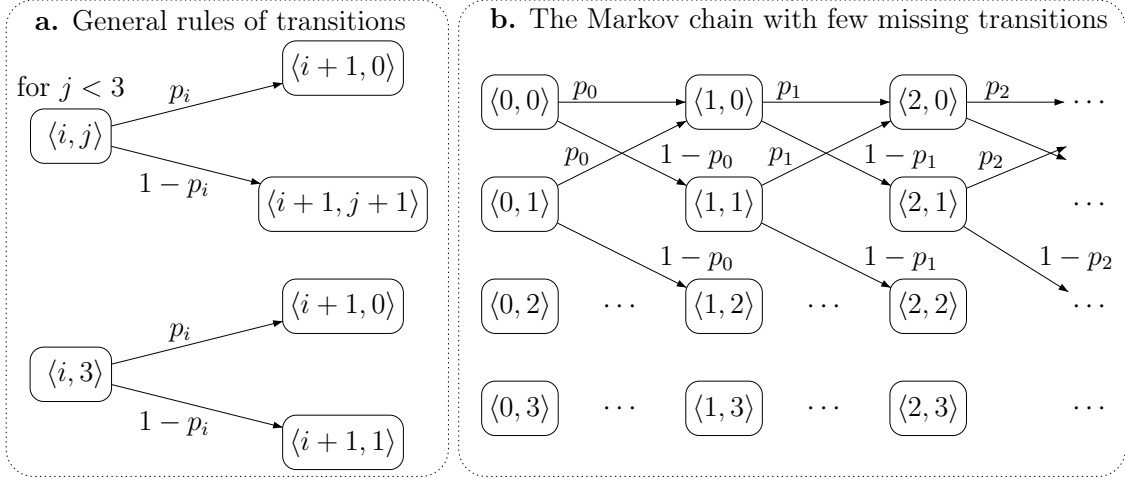 a. General rules of transitions
for j < 3
⟨i, j⟩
p_i
⟨i + 1, 0⟩
1 − p_i
⟨i + 1, j + 1⟩
⟨i, 3⟩
p_i
⟨i + 1, 0⟩
1 − p_i
⟨i + 1, 1⟩
b. The Markov chain with few missing transitions
⟨0, 0⟩ p_0 ⟨1, 0⟩ p_1 ⟨2, 0⟩ p_2 ⋯
p_0 1 − p_0 p_1 1 − p_1 p_2
⟨0, 1⟩ ⟨1, 1⟩ ⟨2, 1⟩ ⋯
1 − p_0 1 − p_1 1 − p_2
⟨0, 2⟩ ⋯ ⟨1, 2⟩ ⋯ ⟨2, 2⟩ ⋯
⟨0, 3⟩ ⋯ ⟨1, 3⟩ ⋯ ⟨2, 3⟩ ⋯